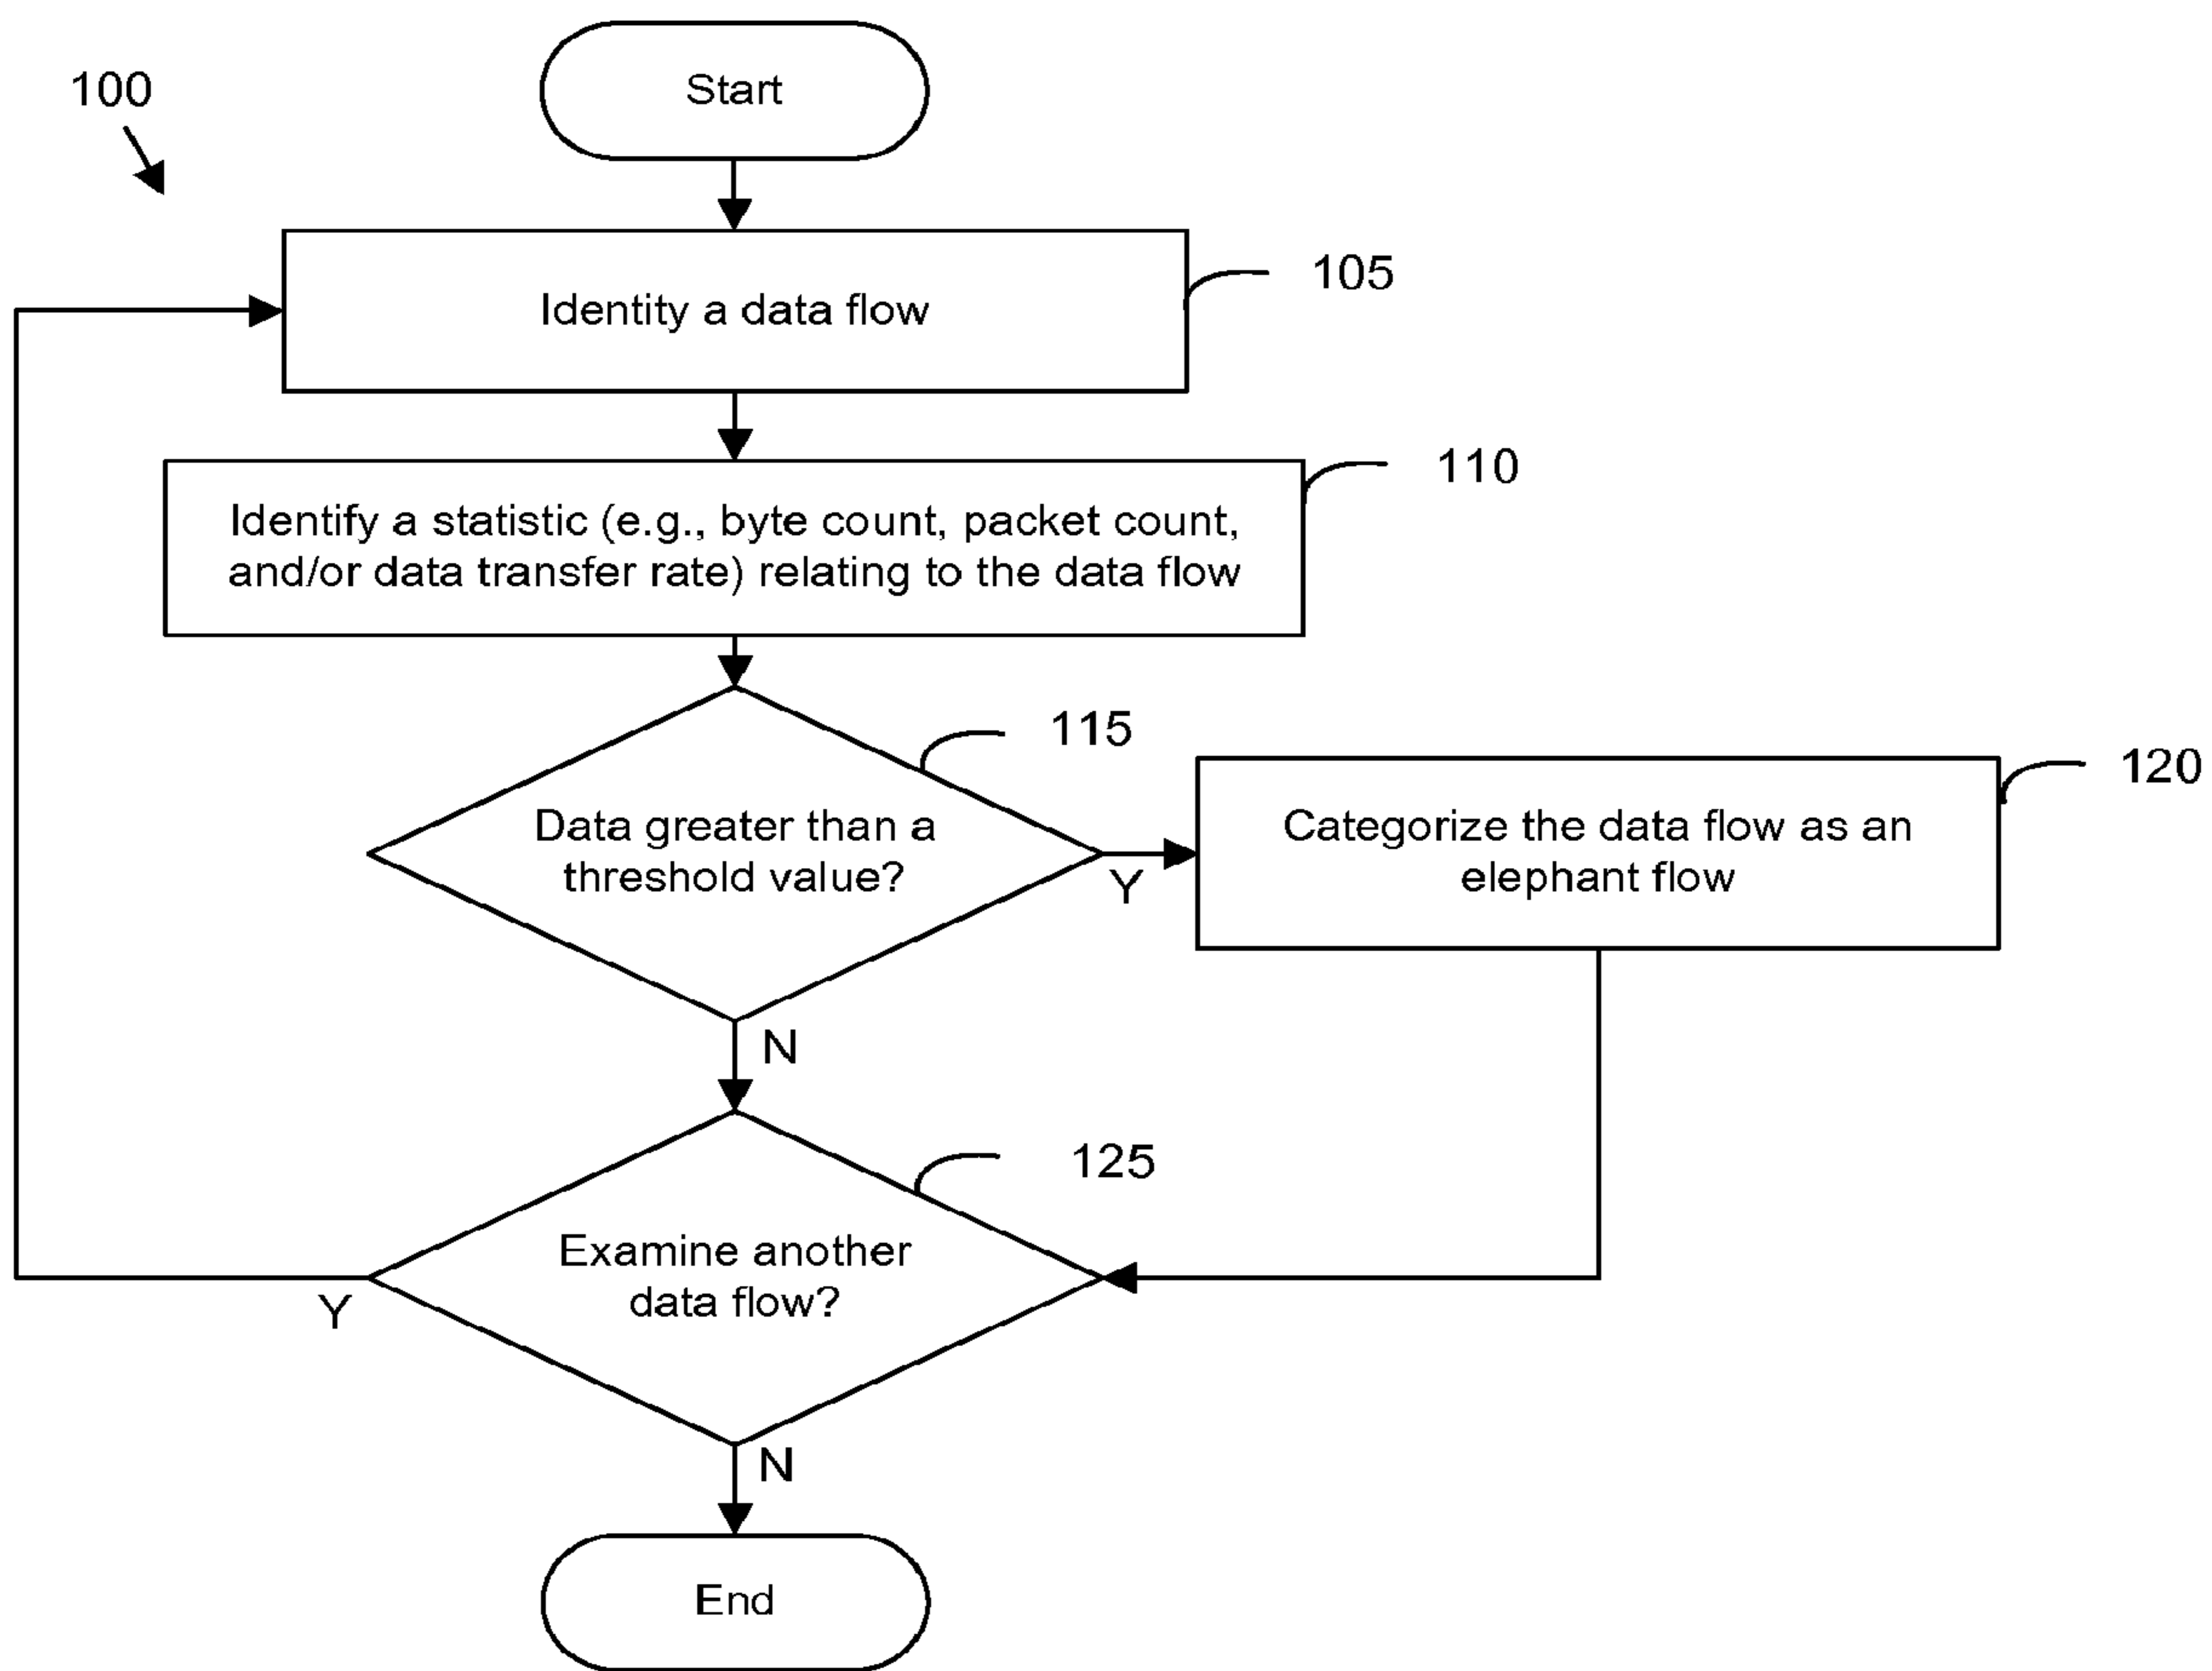 100
Start
Identity a data flow
105
Identify a statistic (e.g., byte count, packet count,
and/or data transfer rate) relating to the data flow
110
Data greater than a
threshold value?
115
Y
Categorize the data flow as an
elephant flow
120
N
Examine another
data flow?
125
Y
N
End